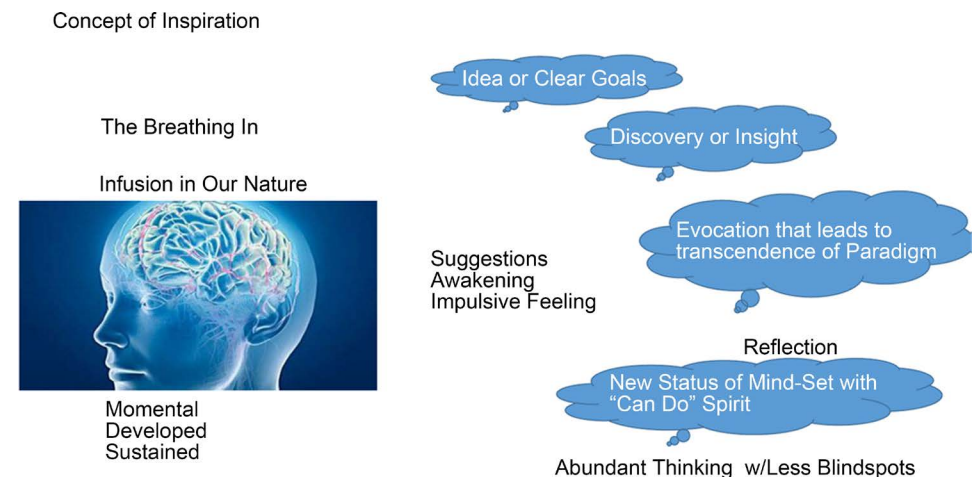 Concept of Inspiration
Idea or Clear Goals
The Breathing In
Discovery or Insight
Infusion in Our Nature
Evocation that leads to
transcendence of Paradigm
Suggestions
Awakening
Impulsive Feeling
Reflection
New Status of Mind-Set with
“Can Do” Spirit
Momental
Developed
Sustained
Abundant Thinking w/Less Blindspots